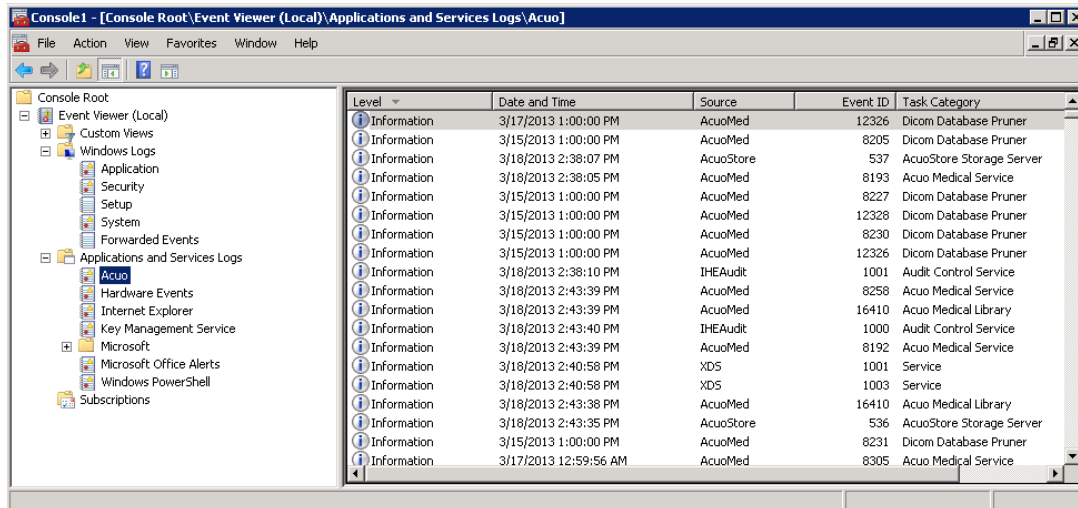 Console1 - [Console Root\Event Viewer (Local)\Applications and Services Logs\Acuo]
File Action View Favorites Window Help
Console Root
Event Viewer (Local)
Custom Views
Windows Logs
Application
Security
Setup
System
Forwarded Events
Applications and Services Logs
Acuo
Hardware Events
Internet Explorer
Key Management Service
Microsoft
Microsoft Office Alerts
Windows PowerShell
Subscriptions
Level Date and Time Source Event ID Task Category
Information 3/17/2013 1:00:00 PM AcuoMed 12326 Dicom Database Pruner
Information 3/15/2013 1:00:00 PM AcuoMed 8205 Dicom Database Pruner
Information 3/18/2013 2:38:07 PM AcuoStore 537 AcuoStore Storage Server
Information 3/18/2013 2:38:05 PM AcuoMed 8193 Acuo Medical Service
Information 3/15/2013 1:00:00 PM AcuoMed 8227 Dicom Database Pruner
Information 3/15/2013 1:00:00 PM AcuoMed 12328 Dicom Database Pruner
Information 3/15/2013 1:00:00 PM AcuoMed 8230 Dicom Database Pruner
Information 3/15/2013 1:00:00 PM AcuoMed 12326 Dicom Database Pruner
Information 3/18/2013 2:38:10 PM IHEAudit 1001 Audit Control Service
Information 3/18/2013 2:43:39 PM AcuoMed 8258 Acuo Medical Service
Information 3/18/2013 2:43:39 PM AcuoMed 16410 Acuo Medical Library
Information 3/18/2013 2:43:40 PM IHEAudit 1000 Audit Control Service
Information 3/18/2013 2:43:39 PM AcuoMed 8192 Acuo Medical Service
Information 3/18/2013 2:40:58 PM XDS 1001 Service
Information 3/18/2013 2:40:58 PM XDS 1003 Service
Information 3/18/2013 2:43:38 PM AcuoMed 16410 Acuo Medical Library
Information 3/18/2013 2:43:35 PM AcuoStore 536 AcuoStore Storage Server
Information 3/15/2013 1:00:00 PM AcuoMed 8231 Dicom Database Pruner
Information 3/17/2013 12:59:56 AM AcuoMed 8305 Acuo Medical Service